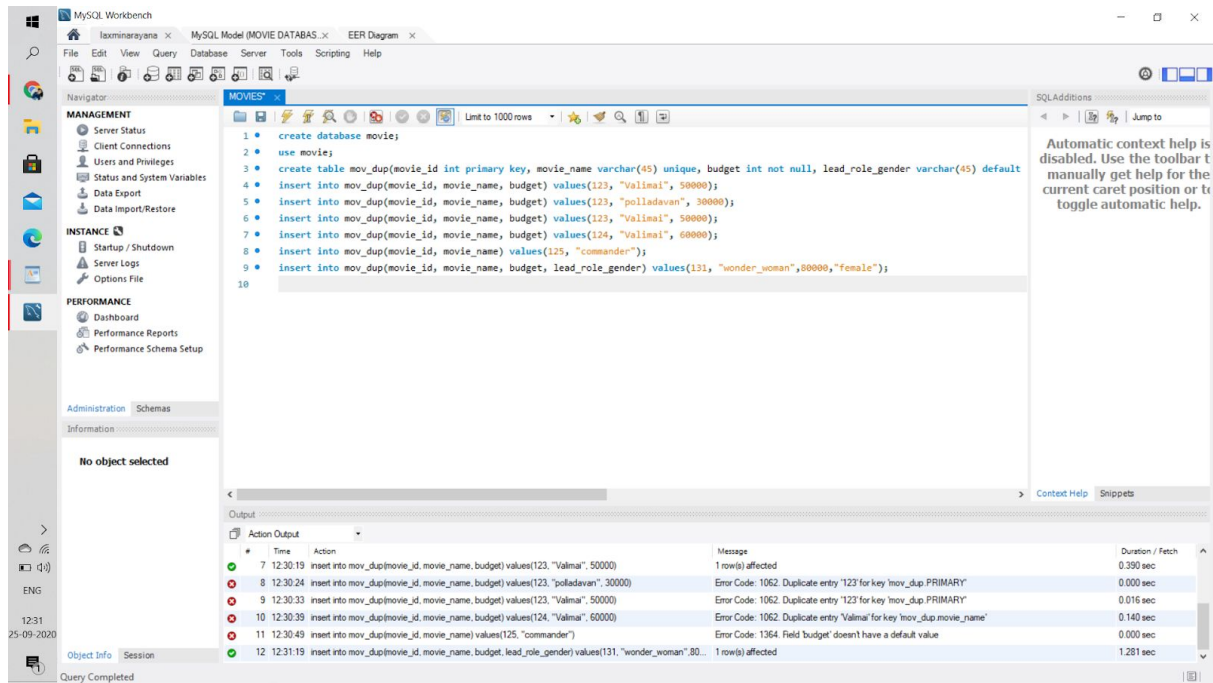 MySQL Workbench
laxminarayana × MySQL Model (MOVIE DATABAS..× EER Diagram ×
File Edit View Query Database Server Tools Scripting Help
Navigator
MANAGEMENT
Server Status
Client Connections
Users and Privileges
Status and System Variables
Data Export
Data Import/Restore
INSTANCE
Startup / Shutdown
Server Logs
Options File
PERFORMANCE
Dashboard
Performance Reports
Performance Schema Setup
Administration Schemas
Information
No object selected
Object Info Session
MOVIES* ×
Limit to 1000 rows
1 create database movie;
2 use movie;
3 create table mov_dup(movie_id int primary key, movie_name varchar(45) unique, budget int not null, lead_role_gender varchar(45) default
4 insert into mov_dup(movie_id, movie_name, budget) values(123, "Valimai", 50000);
5 insert into mov_dup(movie_id, movie_name, budget) values(123, "polladavan", 30000);
6 insert into mov_dup(movie_id, movie_name, budget) values(123, "Valimai", 50000);
7 insert into mov_dup(movie_id, movie_name, budget) values(124, "Valimai", 60000);
8 insert into mov_dup(movie_id, movie_name) values(125, "commander");
9 insert into mov_dup(movie_id, movie_name, budget, lead_role_gender) values(131, "wonder_woman",80000,"female");
10
SQLAdditions
Jump to
Automatic context help is
disabled. Use the toolbar t
manually get help for the
current caret position or to
toggle automatic help.
Context Help Snippets
Output
Action Output
# Time Action Message Duration / Fetch
7 12:30:19 insert into mov_dup(movie_id, movie_name, budget) values(123, "Valimai", 50000) 1 row(s) affected 0.390 sec
8 12:30:24 insert into mov_dup(movie_id, movie_name, budget) values(123, "polladavan", 30000) Error Code: 1062. Duplicate entry '123' for key 'mov_dup.PRIMARY' 0.000 sec
9 12:30:33 insert into mov_dup(movie_id, movie_name, budget) values(123, "Valimai", 50000) Error Code: 1062. Duplicate entry '123' for key 'mov_dup.PRIMARY' 0.016 sec
10 12:30:39 insert into mov_dup(movie_id, movie_name, budget) values(124, "Valimai", 60000) Error Code: 1062. Duplicate entry 'Valimai' for key 'mov_dup.movie_name' 0.140 sec
11 12:30:49 insert into mov_dup(movie_id, movie_name) values(125, "commander") Error Code: 1364. Field 'budget' doesn't have a default value 0.000 sec
12 12:31:19 insert into mov_dup(movie_id, movie_name, budget, lead_role_gender) values(131, "wonder_woman",80... 1 row(s) affected 1.281 sec
Query Completed
ENG
12:31
25-09-2020
1